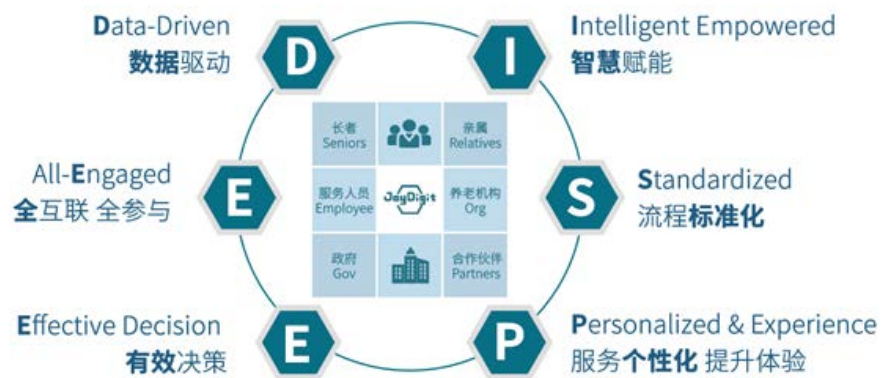 Data-Driven
数据驱动
D
I
Intelligent Empowered
智慧赋能
长者
Seniors
亲属
Relatives
All-Engaged
全互联 全参与
E
服务人员
Employee
JoyDigit
养老机构
Org
S
Standardized
流程标准化
政府
Gov
合作伙伴
Partners
Effective Decision
有效决策
E
P
Personalized & Experience
服务个性化 提升体验